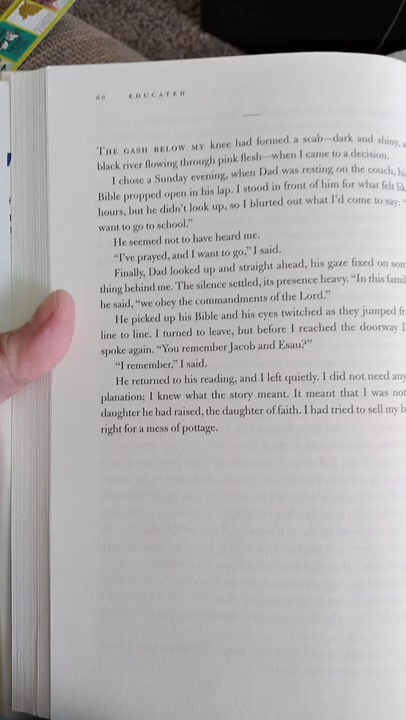 66 EDUCATED
THE GASH BELOW MY knee had formed a scab—dark and shiny, a
black river flowing through pink flesh—when I came to a decision.
I chose a Sunday evening, when Dad was resting on the couch, his
Bible propped open in his lap. I stood in front of him for what felt lik
hours, but he didn't look up, so I blurted out what I'd come to say: "
want to go to school."
He seemed not to have heard me.
"I've prayed, and I want to go," I said.
Finally, Dad looked up and straight ahead, his gaze fixed on som
thing behind me. The silence settled, its presence heavy. "In this famil
he said, "we obey the commandments of the Lord."
He picked up his Bible and his eyes twitched as they jumped fr
line to line. I turned to leave, but before I reached the doorway D
spoke again. "You remember Jacob and Esau?"
"I remember," I said.
He returned to his reading, and I left quietly. I did not need any
planation; I knew what the story meant. It meant that I was not
daughter he had raised, the daughter of faith. I had tried to sell my b
right for a mess of pottage.